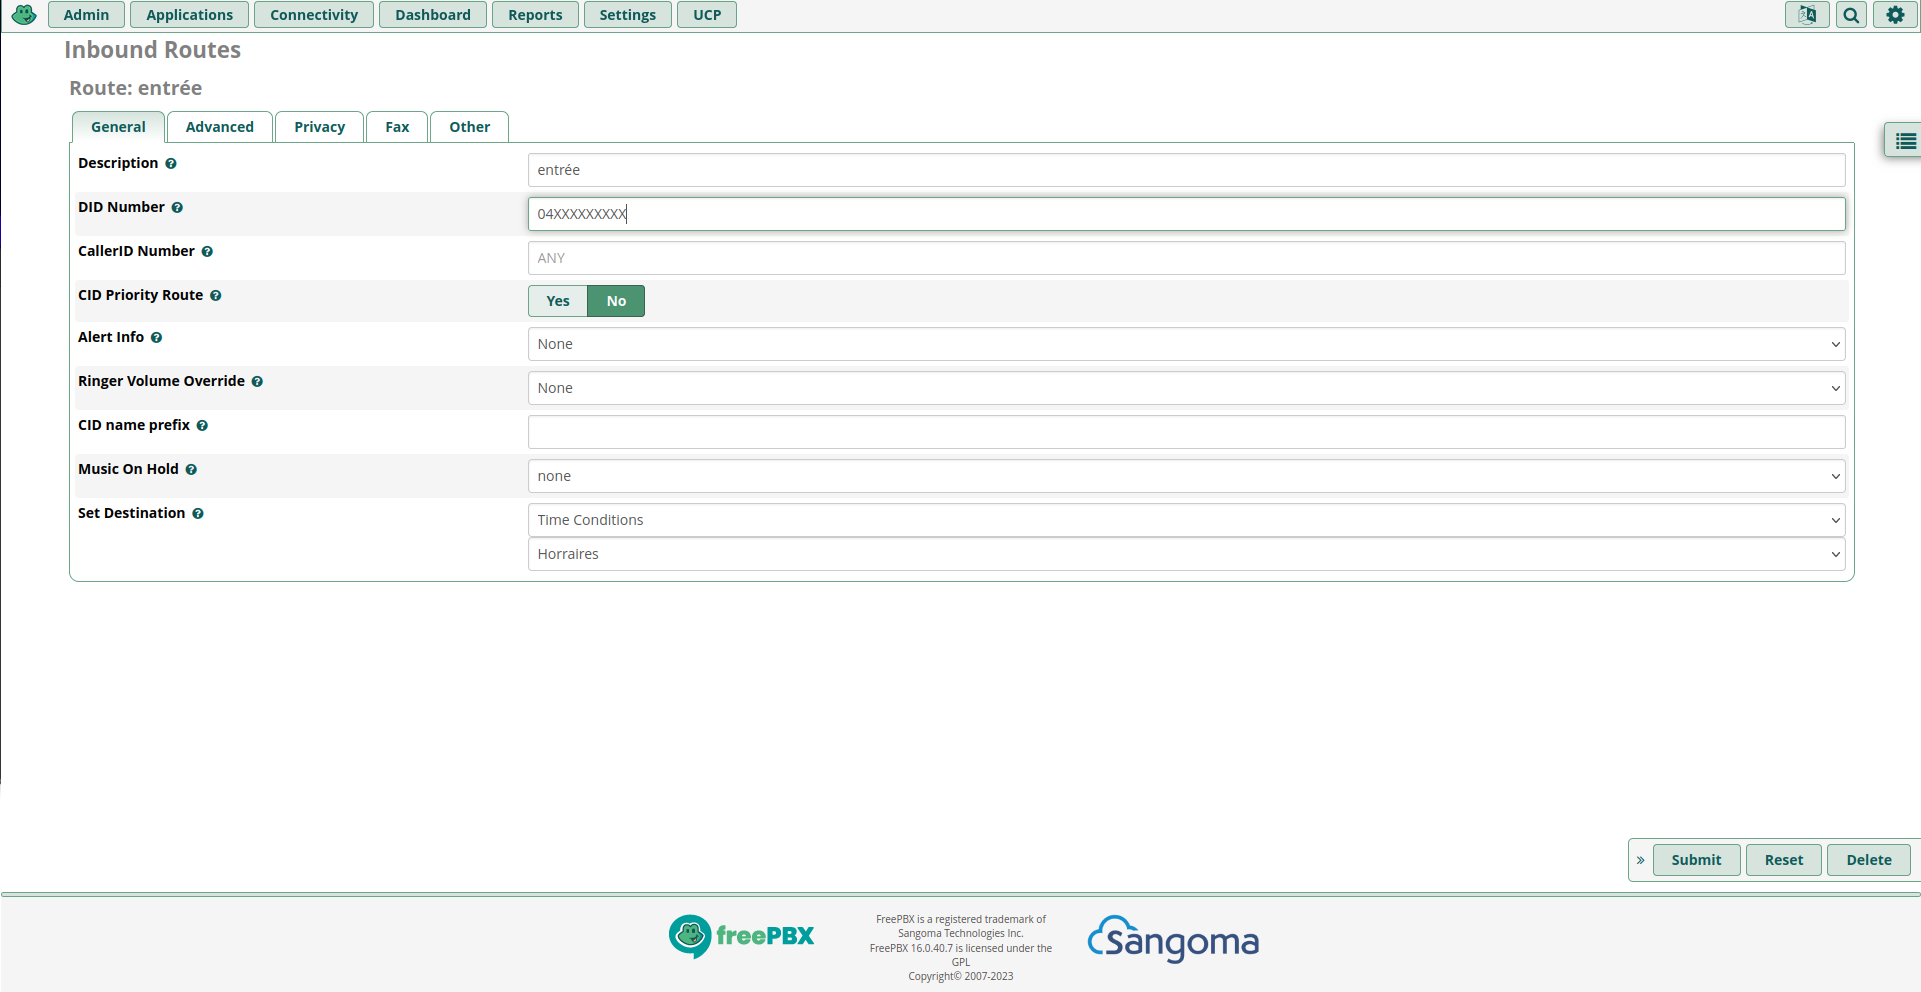 Admin Applications Connectivity Dashboard Reports Settings UCP
Inbound Routes
Route: entrée
General Advanced Privacy Fax Other
Description
entrée
DID Number
04XXXXXXXXX
CallerID Number
ANY
CID Priority Route
Yes No
Alert Info
None
Ringer Volume Override
None
CID name prefix
Music On Hold
none
Set Destination
Time Conditions
Horraires
» Submit Reset Delete
freePBX
FreePBX is a registered trademark of
Sangoma Technologies Inc.
FreePBX 16.0.40.7 is licensed under the
GPL
Copyright© 2007-2023
Sangoma